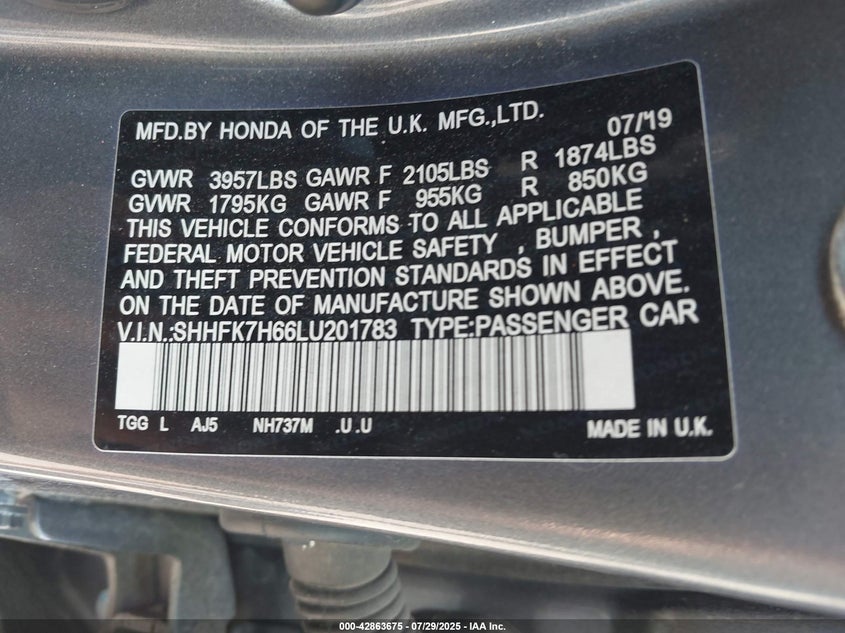 MFD.BY HONDA OF THE U.K. MFG.,LTD. 07/19
GVWR 3957LBS GAWR F 2105LBS R 1874LBS
GVWR 1795KG GAWR F 955KG R 850KG
THIS VEHICLE CONFORMS TO ALL APPLICABLE
FEDERAL MOTOR VEHICLE SAFETY , BUMPER ,
AND THEFT PREVENTION STANDARDS IN EFFECT
ON THE DATE OF MANUFACTURE SHOWN ABOVE.
V.I.N.:SHHFK7H66LU201783 TYPE:PASSENGER CAR
TGG L AJ5 NH737M .U.U MADE IN U.K.
000-42863675 - 07/29/2025 - IAA Inc.